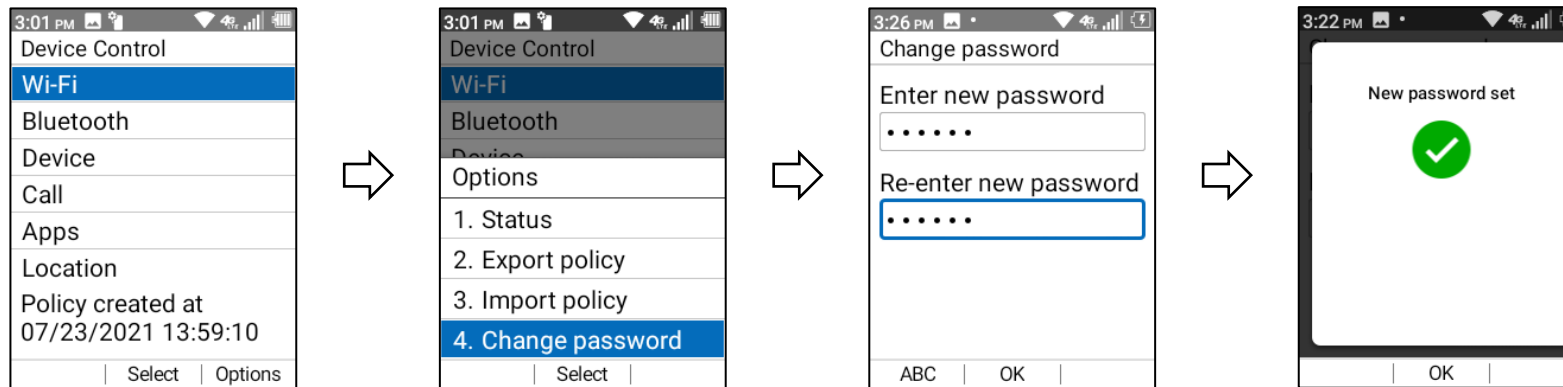 3:01 PM
Device Control
Wi-Fi
Bluetooth
Device
Call
Apps
Location
Policy created at
07/23/2021 13:59:10
Select Options
3:01 PM
Device Control
Wi-Fi
Bluetooth
Device
Options
1. Status
2. Export policy
3. Import policy
4. Change password
Select
3:26 PM
Change password
Enter new password
••••••
Re-enter new password
••••••
ABC OK
3:22 PM
New password set
OK